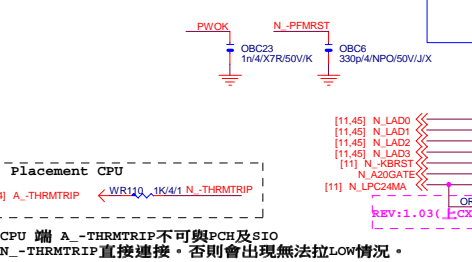 PWOK N_-PFMRST
OBC23 OBC6
1n/4/X7R/50V/K 330p/4/NPO/50V/J/X
[11,45] N_LAD0
[11,45] N_LAD1
[11,45] N_LAD2
[11,45] N_LAD3
[11] N_-KBRST
N_A20GATE
[11] N_LPC24MA
Placement CPU
A_-THRMTRIP WR110 1K/4/1 N_-THRMTRIP
OR
REV:1.03(上CX
CPU 端 A_-THRMTRIP不可與PCH及SIO
N_-THRMTRIP直接連接。否則會出現無法拉LOW情況。